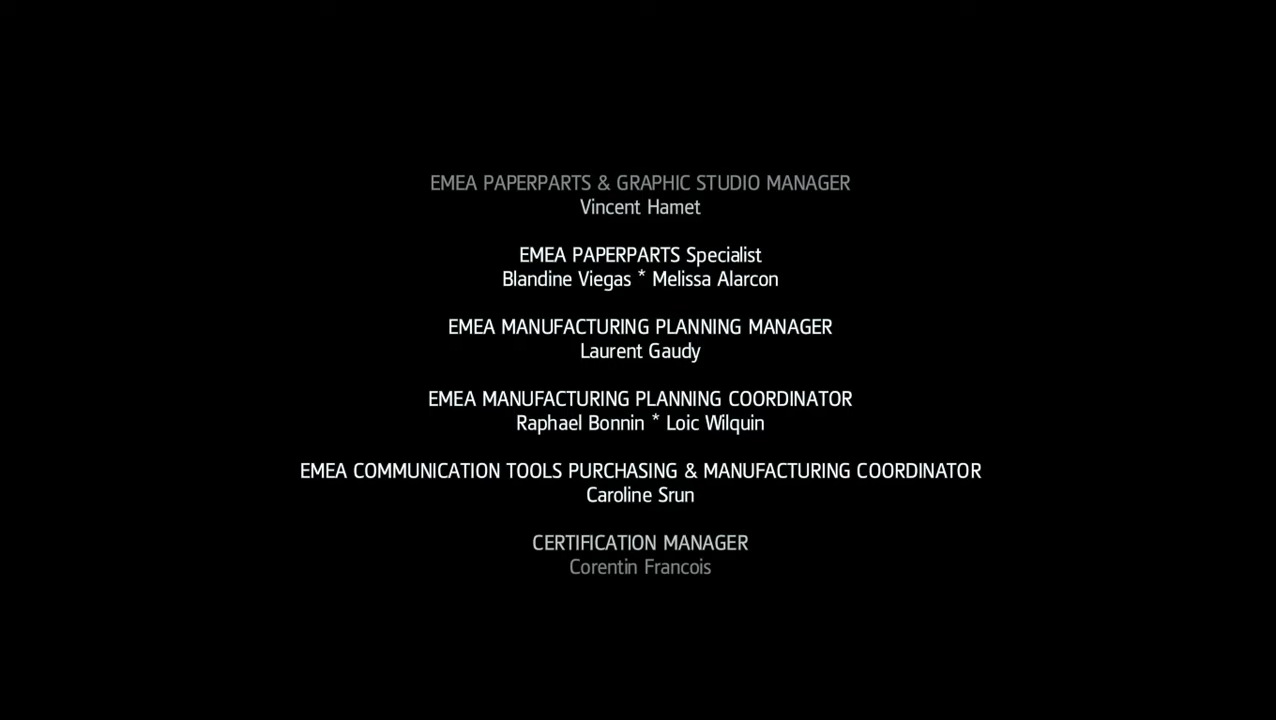 EMEA PAPERPARTS & GRAPHIC STUDIO MANAGER
Vincent Hamet
EMEA PAPERPARTS Specialist
Blandine Viegas * Melissa Alarcon
EMEA MANUFACTURING PLANNING MANAGER
Laurent Gaudy
EMEA MANUFACTURING PLANNING COORDINATOR
Raphael Bonnin * Loic Wilquin
EMEA COMMUNICATION TOOLS PURCHASING & MANUFACTURING COORDINATOR
Caroline Srun
CERTIFICATION MANAGER
Corentin Francois